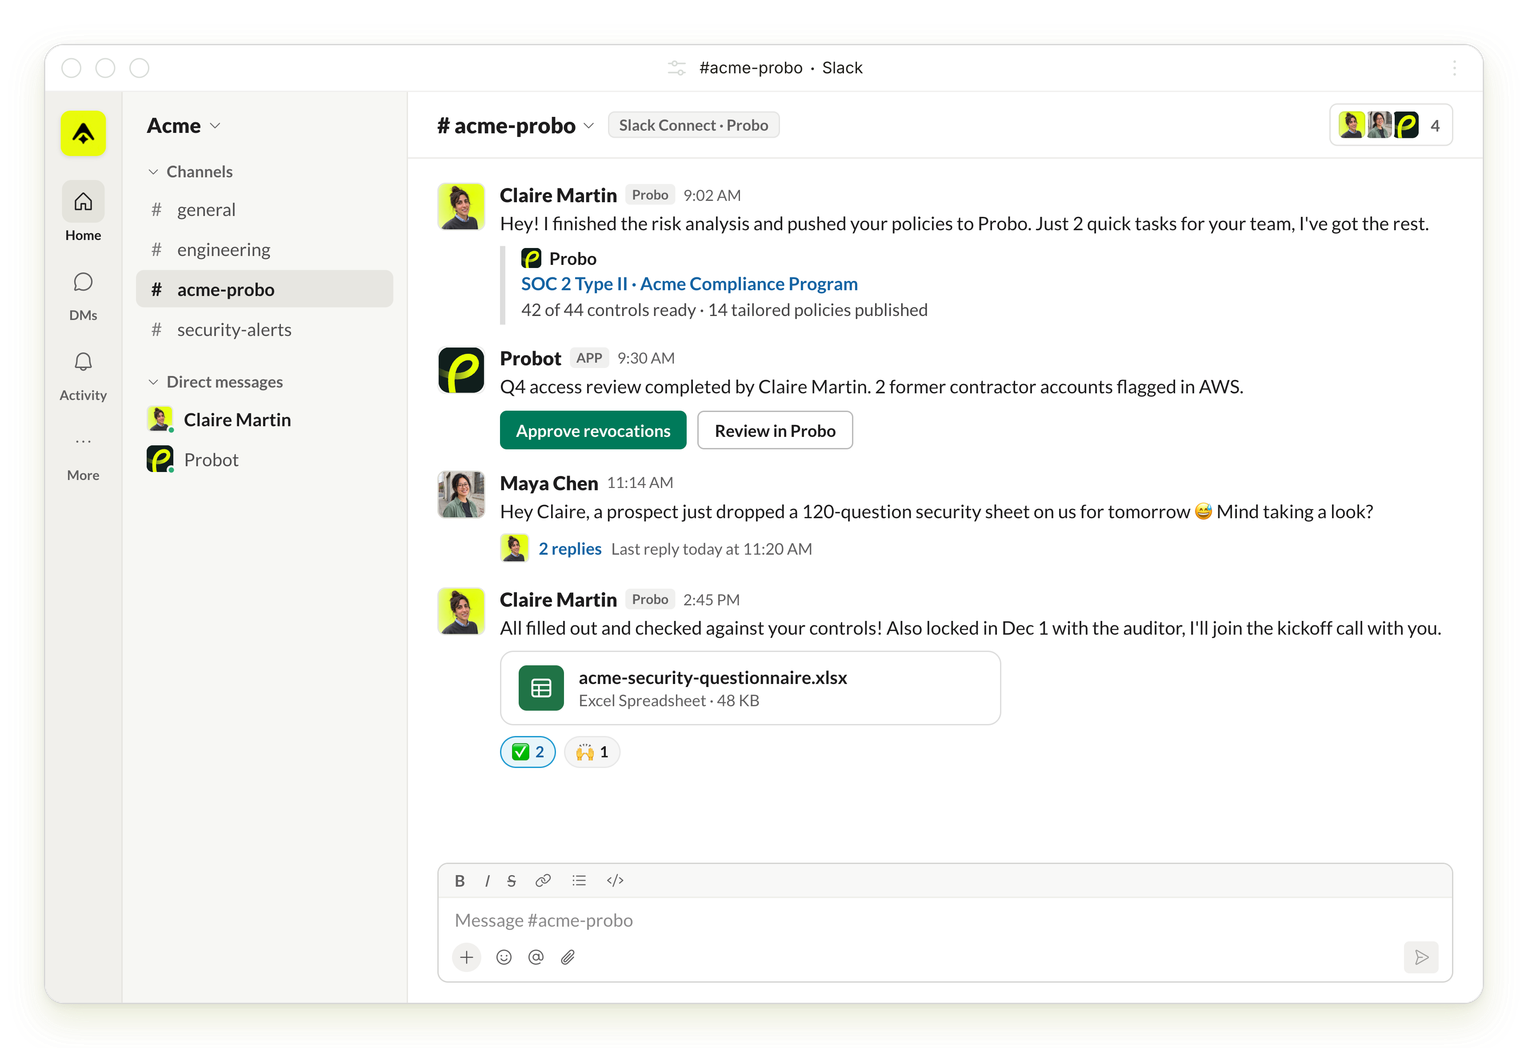 #acme-probo · Slack
Acme
Channels
# general
# engineering
# acme-probo
# security-alerts
Direct messages
Claire Martin
Probot
Home
DMs
Activity
More
# acme-probo
Slack Connect · Probo
4
Claire Martin Probo 9:02 AM
Hey! I finished the risk analysis and pushed your policies to Probo. Just 2 quick tasks for your team, I've got the rest.
Probo
SOC 2 Type II · Acme Compliance Program
42 of 44 controls ready · 14 tailored policies published
Probot APP 9:30 AM
Q4 access review completed by Claire Martin. 2 former contractor accounts flagged in AWS.
Approve revocations
Review in Probo
Maya Chen 11:14 AM
Hey Claire, a prospect just dropped a 120-question security sheet on us for tomorrow 😅 Mind taking a look?
2 replies Last reply today at 11:20 AM
Claire Martin Probo 2:45 PM
All filled out and checked against your controls! Also locked in Dec 1 with the auditor, I'll join the kickoff call with you.
acme-security-questionnaire.xlsx
Excel Spreadsheet · 48 KB
✅ 2 🙌 1
B I S </>
Message #acme-probo